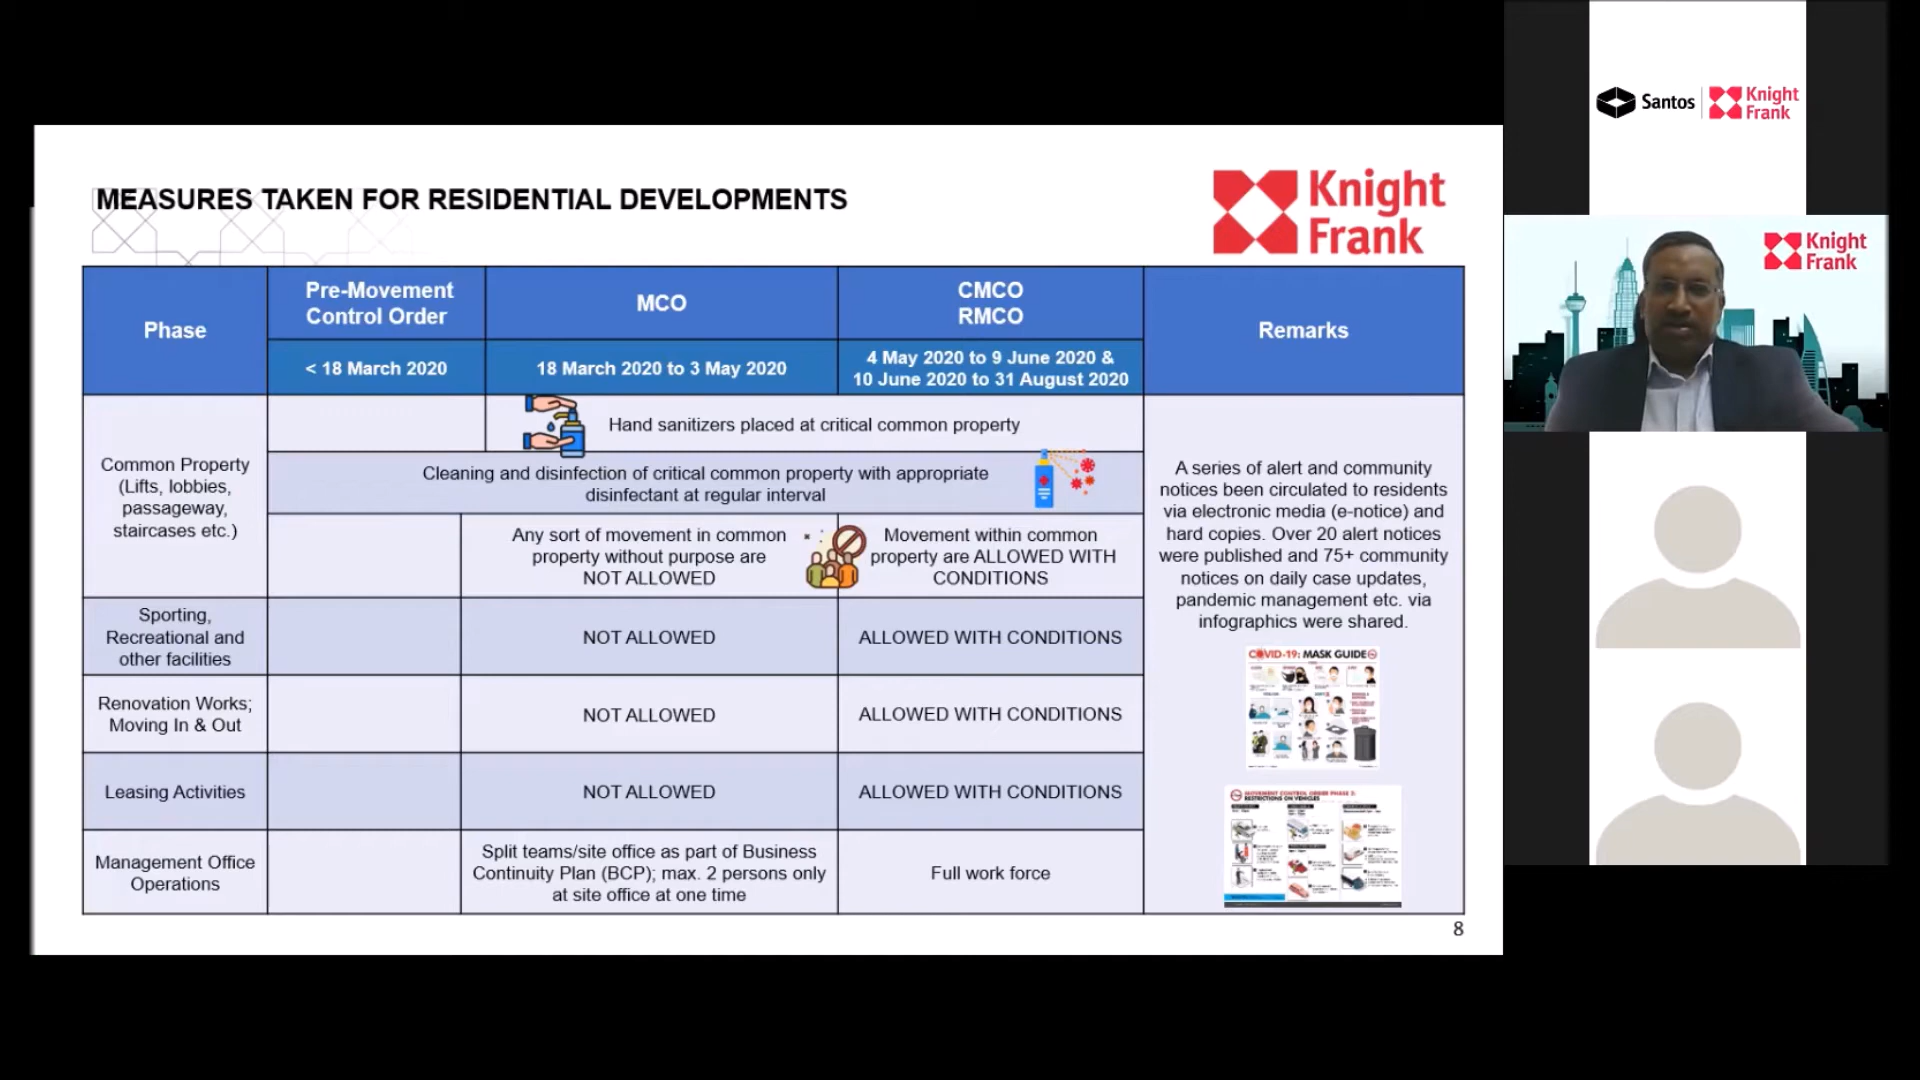 MEASURES TAKEN FOR RESIDENTIAL DEVELOPMENTS
Knight
Frank
Phase
Pre-Movement
Control Order
MCO
CMCO
RMCO
Remarks
< 18 March 2020
18 March 2020 to 3 May 2020
4 May 2020 to 9 June 2020 &
10 June 2020 to 31 August 2020
Common Property
(Lifts, lobbies,
passageway,
staircases etc.)
Hand sanitizers placed at critical common property
Cleaning and disinfection of critical common property with appropriate
disinfectant at regular interval
Any sort of movement in common
property without purpose are
NOT ALLOWED
Movement within common
property are ALLOWED WITH
CONDITIONS
Sporting,
Recreational and
other facilities
NOT ALLOWED
ALLOWED WITH CONDITIONS
Renovation Works;
Moving In & Out
NOT ALLOWED
ALLOWED WITH CONDITIONS
Leasing Activities
NOT ALLOWED
ALLOWED WITH CONDITIONS
Management Office
Operations
Split teams/site office as part of Business
Continuity Plan (BCP); max. 2 persons only
at site office at one time
Full work force
A series of alert and community
notices been circulated to residents
via electronic media (e-notice) and
hard copies. Over 20 alert notices
were published and 75+ community
notices on daily case updates,
pandemic management etc. via
infographics were shared.
COVID-19: MASK GUIDE
MOVEMENT CONTROL ORDER PHASE 2:
RESTRICTIONS ON VEHICLES
8
Santos
Knight
Frank
Knight
Frank